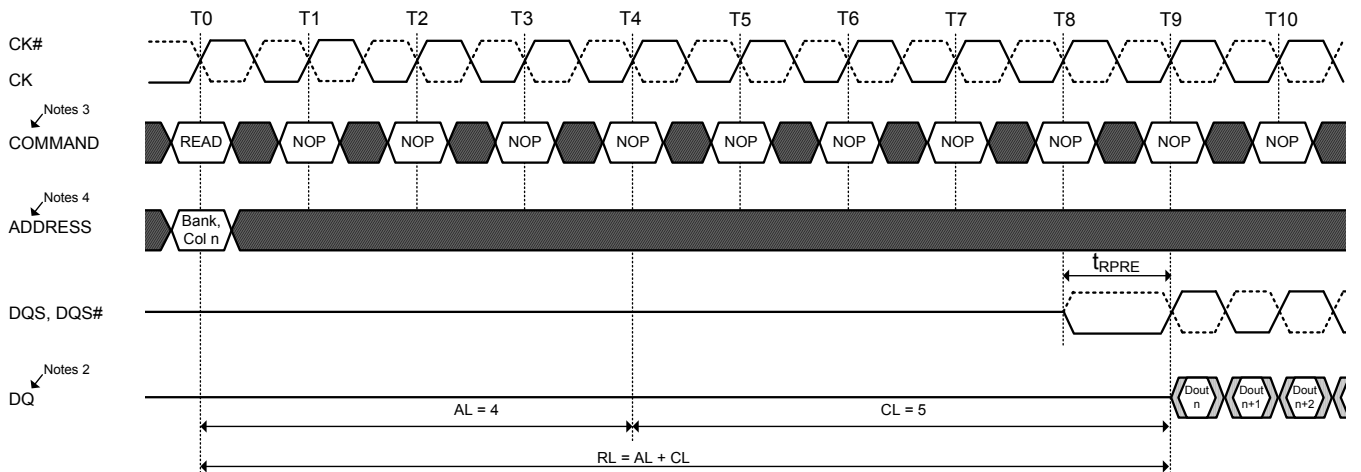 T0 T1 T2 T3 T4 T5 T6 T7 T8 T9 T10
CK#
CK
Notes 3
COMMAND READ NOP NOP NOP NOP NOP NOP NOP NOP NOP NOP
Notes 4
ADDRESS
Bank,
Col n
tRPRE
DQS, DQS#
Notes 2
DQ
Dout
n
Dout
n+1
Dout
n+2
AL = 4 CL = 5
RL = AL + CL